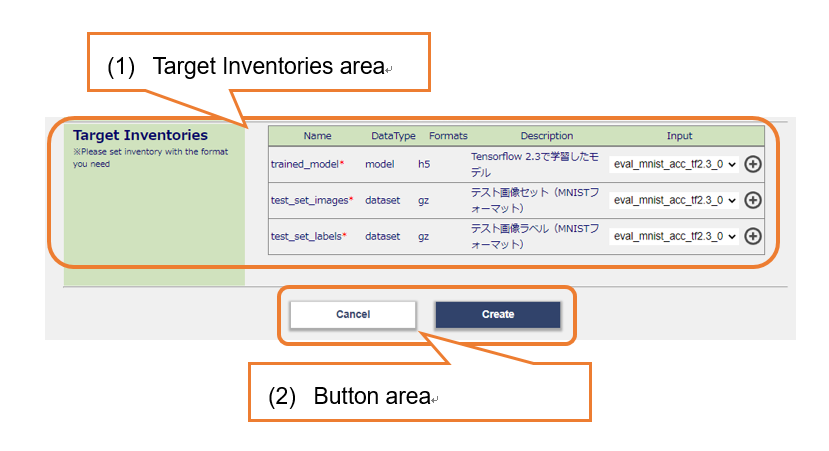 (1) Target Inventories area
Target Inventories
※Please set inventory with the format
you need
Name DataType Formats Description Input
trained_model* model h5 Tensorflow 2.3で学習したモ
デル eval_mnist_acc_tf2.3_0
test_set_images* dataset gz テスト画像セット（MNISTフ
ォーマット） eval_mnist_acc_tf2.3_0
test_set_labels* dataset gz テスト画像ラベル（MNISTフ
ォーマット） eval_mnist_acc_tf2.3_0
Cancel Create
(2) Button area